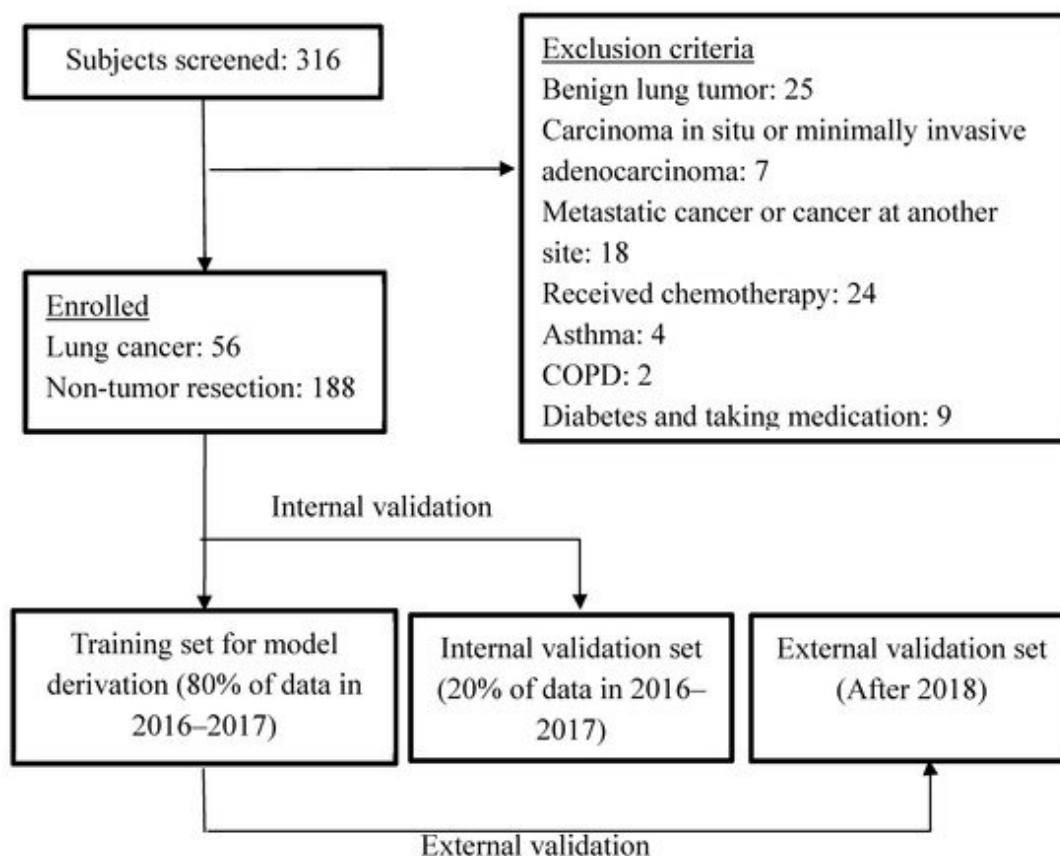 Subjects screened: 316
Exclusion criteria
Benign lung tumor: 25
Carcinoma in situ or minimally invasive
adenocarcinoma: 7
Metastatic cancer or cancer at another
site: 18
Received chemotherapy: 24
Asthma: 4
COPD: 2
Diabetes and taking medication: 9
Enrolled
Lung cancer: 56
Non-tumor resection: 188
Internal validation
Training set for model
derivation (80% of data in
2016–2017)
Internal validation set
(20% of data in 2016–
2017)
External validation set
(After 2018)
External validation